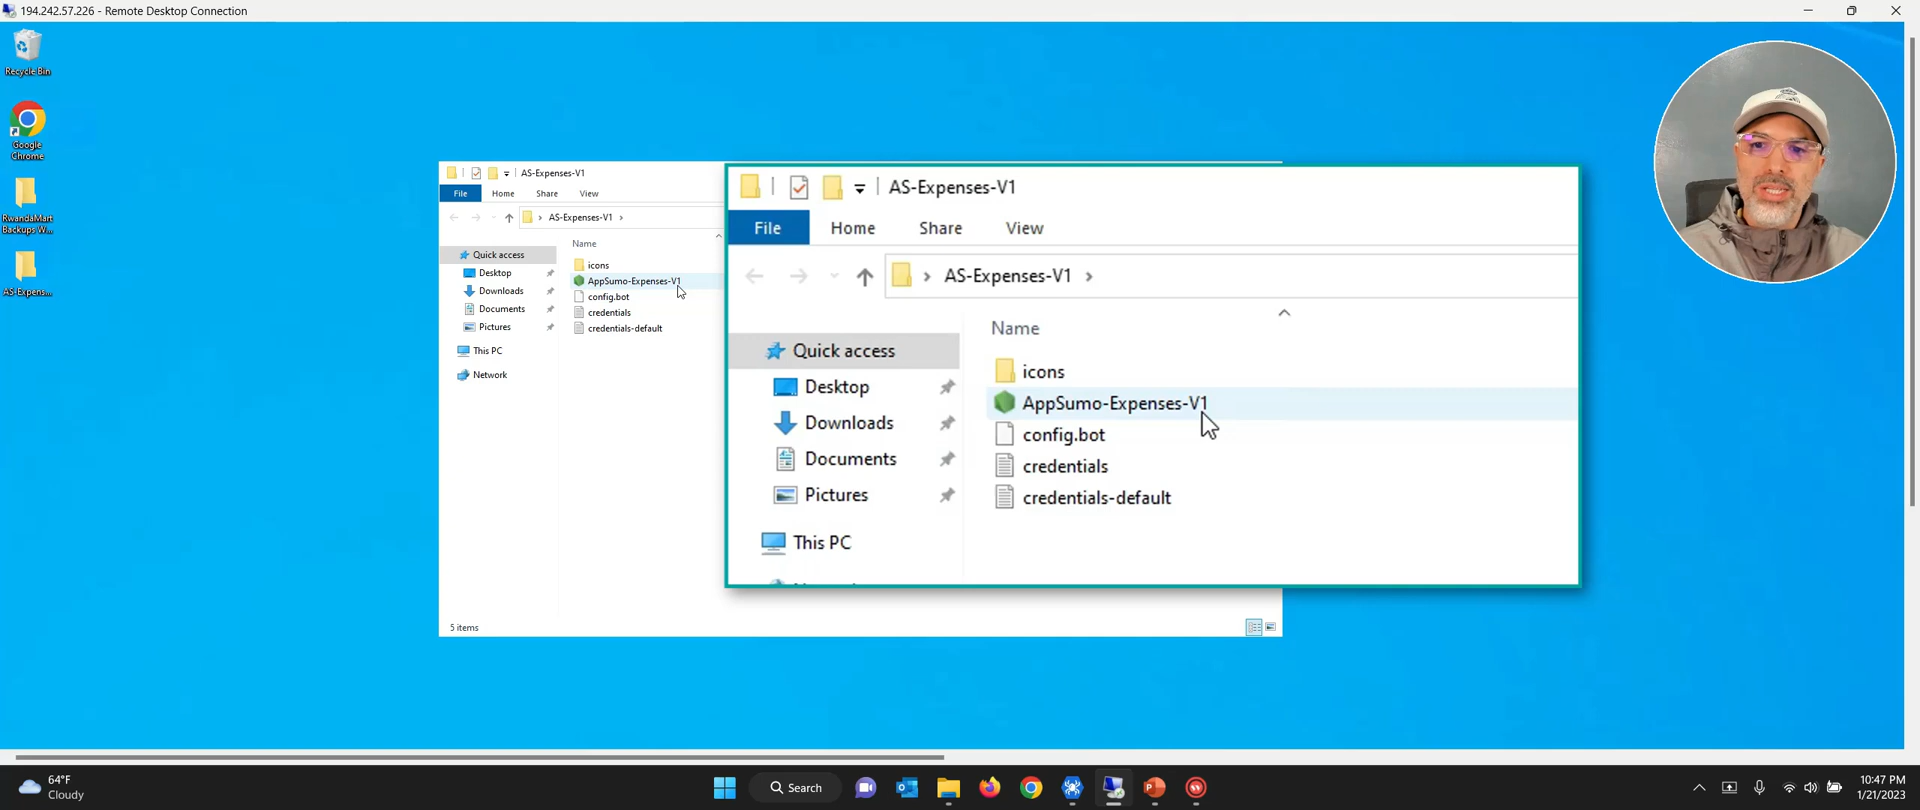 194.242.57.226 - Remote Desktop Connection
Recycle Bin
Google
Chrome
RwandaMart
Backups W...
AS-Expens...
AS-Expenses-V1
File Home Share View
AS-Expenses-V1
Name
Quick access
Desktop
Downloads
Documents
Pictures
This PC
Network
icons
AppSumo-Expenses-V1
config.bot
credentials
credentials-default
5 items
AS-Expenses-V1
File Home Share View
AS-Expenses-V1
Name
Quick access
Desktop
Downloads
Documents
Pictures
This PC
icons
AppSumo-Expenses-V1
config.bot
credentials
credentials-default
64°F
Cloudy
Search
10:47 PM
1/21/2023